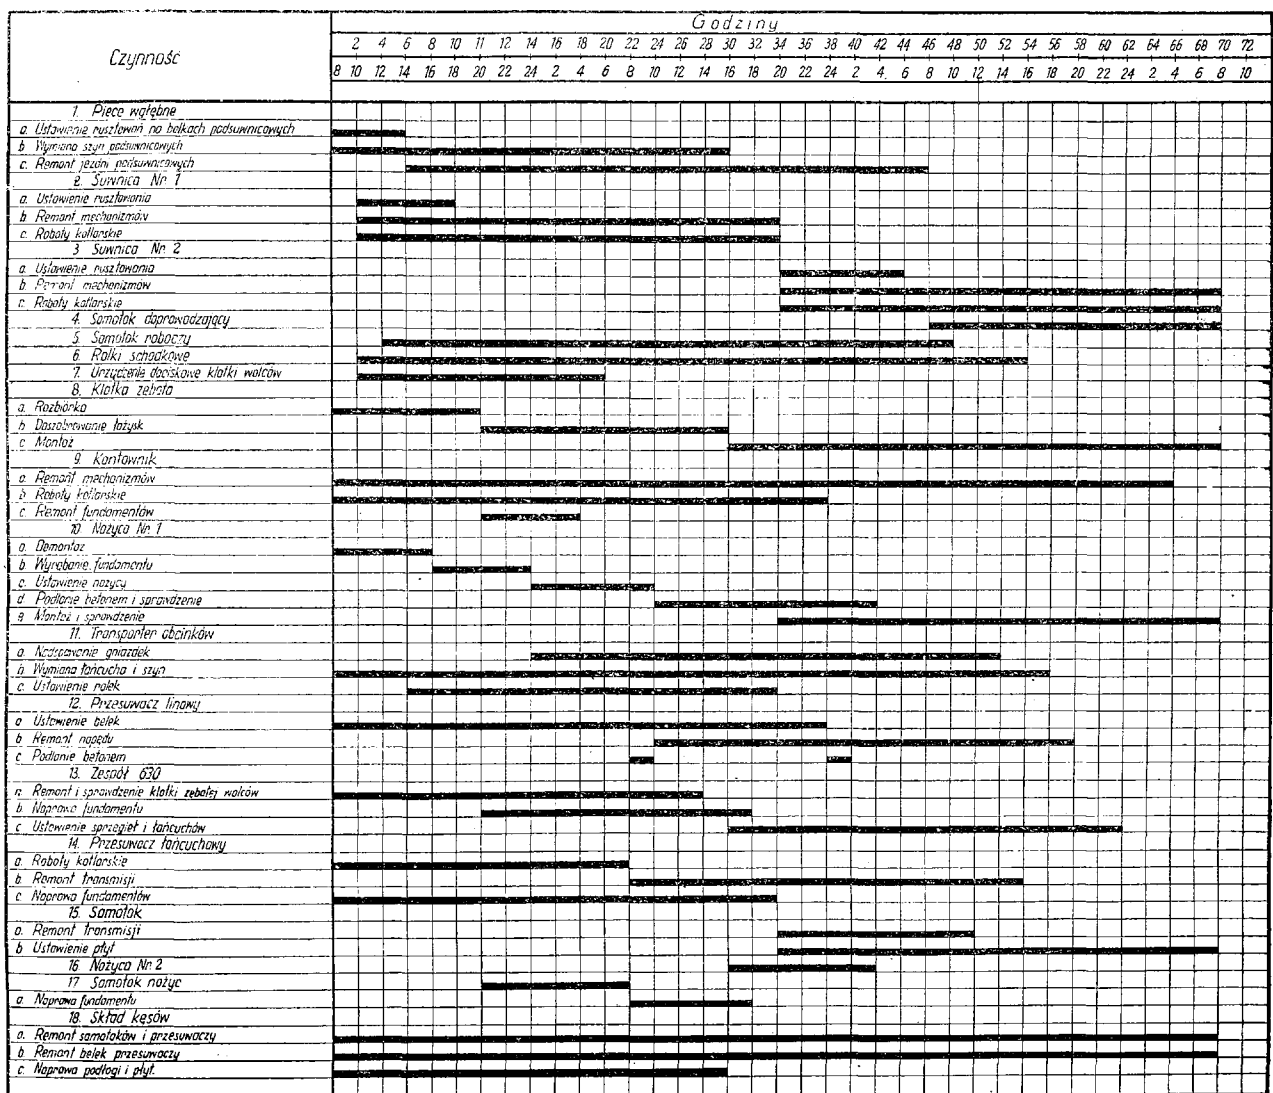 Godziny
Czynność
2 4 6 8 10 11 12 14 16 18 20 22 24 26 28 30 32 34 36 38 40 42 44 46 48 50 52 54 56 58 60 62 64 66 70 72
8 10 12 14 16 18 20 22 24 2 4 6 8 10 12 14 16 18 20 22 24 2 4. 6 8 10 12 14 16 18 20 22 24 2 4 6 8 10
1. Piece wgłębne
a. Ustawienie rusztowań na belkach podsuwnicowych
b Wymiana szyn podsuwnicowych
c. Remont jezdni podsuwnicowych
2. Suwnica Nr. 1
a. Ustawienie rusztowania
b Remont mechanizmów
c. Roboty kotlarskie
3 Suwnica Nr. 2
a. Ustawienie rusztowania
b. Remont mechanizmów
c. Roboty kotlarskie
4. Samotok doprowadzający
5. Samotok roboczy
6. Rolki schodkowe
7. Urządzenie dociskowe klatki walców
8. Klatka zębata
a. Rozbiórka
b Doszabrowanie łożysk
c Montaż
9. Kantownik
a. Remont mechanizmów
b Roboty kotlarskie
c. Remont fundamentów
10. Nożyca Nr. 1
a. Demontaż
b. Wyrąbanie fundamentu
c. Ustawienie nożycy
d Podlanie betonem i sprawdzenie
e Montaż i sprawdzenie
11. Transporter obcinków
a. gniazdek
b Wymiana łańcucha i szyn
c. Ustawienie rolek
12. Przesuwacz linowy
a Ustawienie belek
b Remont napędu
c Podlanie betonem
13. Zespół 630
a. Remont i sprawdzenie klatki zębatej walców
b. Naprawa fundamentu
c Ustawienie sprzęgieł i łańcuchów
14. Przesuwacz łańcuchowy
a. Roboty kotlarskie
b. Remont transmisji
c Naprawa fundamentów
15. Samotok
a. Remont transmisji
b Ustawienie płyt
16 Nożyca Nr. 2
17 Samotok nożyc
a. Naprawa fundamentu
18. Skład kęsów
a. Remont samotoków i przesuwaczy
b. Remont belek przesuwaczy
c. Naprawa podłogi i płyt.